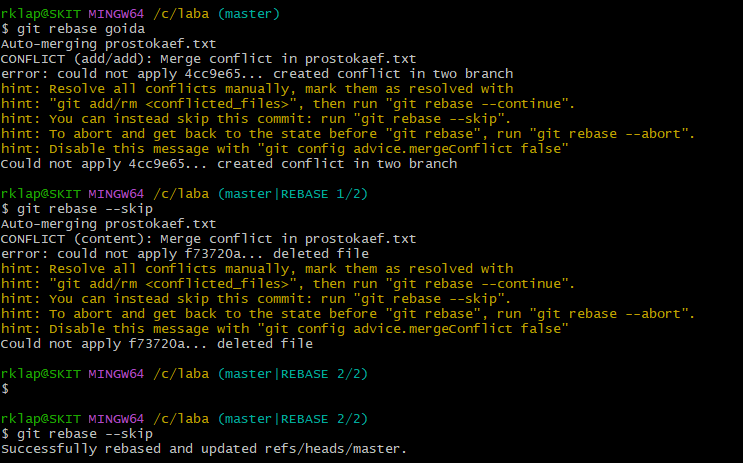 rklap@SKIT MINGW64 /c/laba (master)
$ git rebase goida
Auto-merging prostokaef.txt
CONFLICT (add/add): Merge conflict in prostokaef.txt
error: could not apply 4cc9e65... created conflict in two branch
hint: Resolve all conflicts manually, mark them as resolved with
hint: "git add/rm <conflicted_files>", then run "git rebase --continue".
hint: You can instead skip this commit: run "git rebase --skip".
hint: To abort and get back to the state before "git rebase", run "git rebase --abort".
hint: Disable this message with "git config advice.mergeConflict false"
Could not apply 4cc9e65... created conflict in two branch
rklap@SKIT MINGW64 /c/laba (master|REBASE 1/2)
$ git rebase --skip
Auto-merging prostokaef.txt
CONFLICT (content): Merge conflict in prostokaef.txt
error: could not apply f73720a... deleted file
hint: Resolve all conflicts manually, mark them as resolved with
hint: "git add/rm <conflicted_files>", then run "git rebase --continue".
hint: You can instead skip this commit: run "git rebase --skip".
hint: To abort and get back to the state before "git rebase", run "git rebase --abort".
hint: Disable this message with "git config advice.mergeConflict false"
Could not apply f73720a... deleted file
rklap@SKIT MINGW64 /c/laba (master|REBASE 2/2)
$
rklap@SKIT MINGW64 /c/laba (master|REBASE 2/2)
$ git rebase --skip
Successfully rebased and updated refs/heads/master.